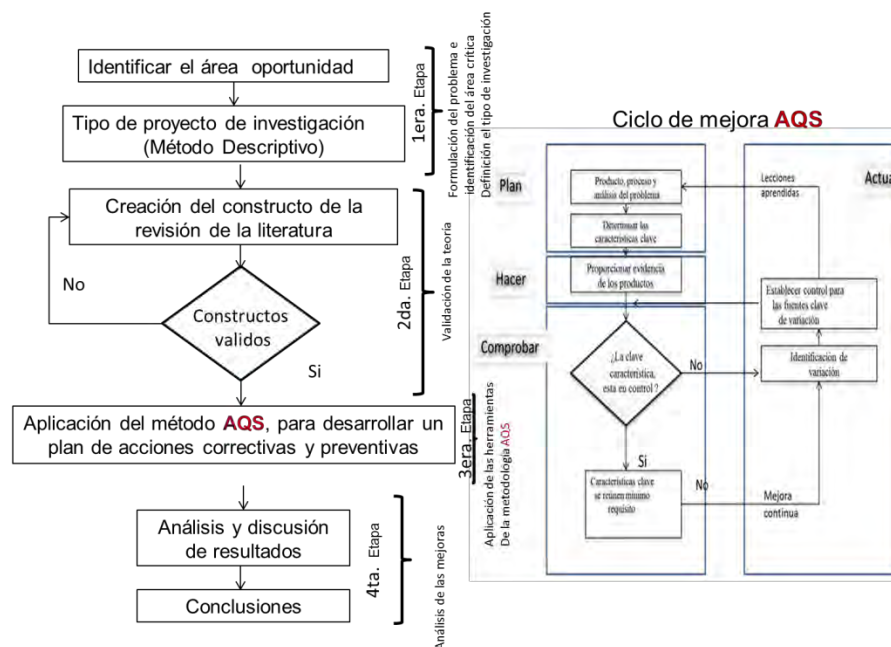 Identificar el área oportunidad
Tipo de proyecto de investigación
(Método Descriptivo)
1era. Etapa
Formulación del problema e
identificación del área crítica
Definición el tipo de investigación
Creación del constructo de la
revisión de la literatura
No
Constructos
validos
Si
2da. Etapa
Validación de la teoría
Aplicación del método AQS, para desarrollar un
plan de acciones correctivas y preventivas
3era. Etapa
Aplicación de las herramientas
De la metodología AQS
Análisis y discusión
de resultados
Conclusiones
4ta. Etapa
Análisis de las mejoras
Ciclo de mejora AQS
Plan
Producto, proceso y
análisis del problema
Determinar las
características clave
Hacer
Proporcionar evidencia
de los productos
Comprobar
¿La clave
característica,
esta en control ?
No
Si
Características clave
se reúnen mínimo
requisito
No
Mejora
continua
Lecciones
aprendidas
Actua
Establecer control para
las fuentes clave
de variación
Identificación de
variación